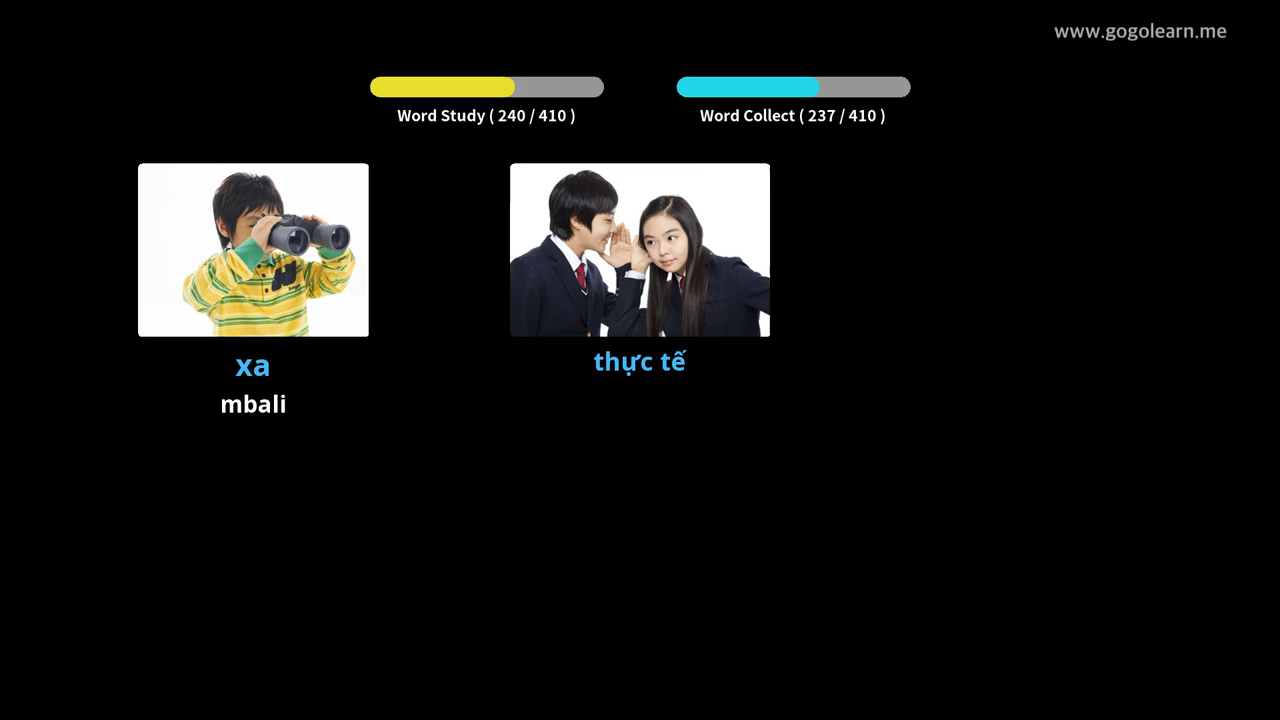 www.gogolearn.me
Word Study ( 240 / 410 )
Word Collect ( 237 / 410 )
xa
mbali
thực tế